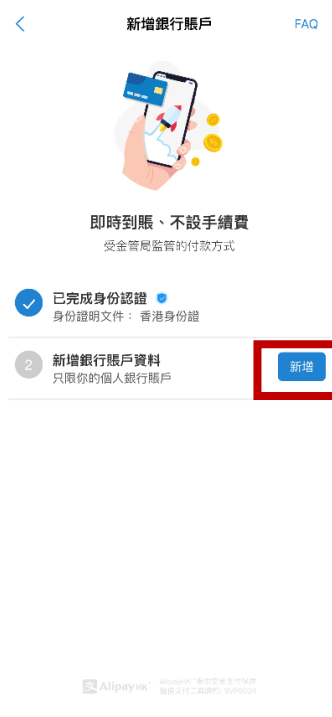 新增銀行賬戶
FAQ
即時到賬、不設手續費
受金管局監管的付款方式
已完成身份認證
身份證明文件： 香港身份證
2
新增銀行賬戶資料
只限你的個人銀行賬戶
新增
Alipay HK